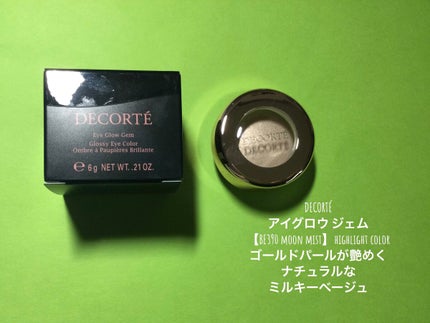 DECORTÉ
Eye Glow Gem
Glossy Eye Color
Ombre à Paupières Brillante
℮ 6g NET WT. .21 OZ.
DECORTÉ
DECORTÉ
DECORTÉ
アイグロウ ジェム
【BE390 MOON MIST】 HIGHLIGHT COLOR
ゴールドパールが艶めく
ナチュラルな
ミルキーベージュ